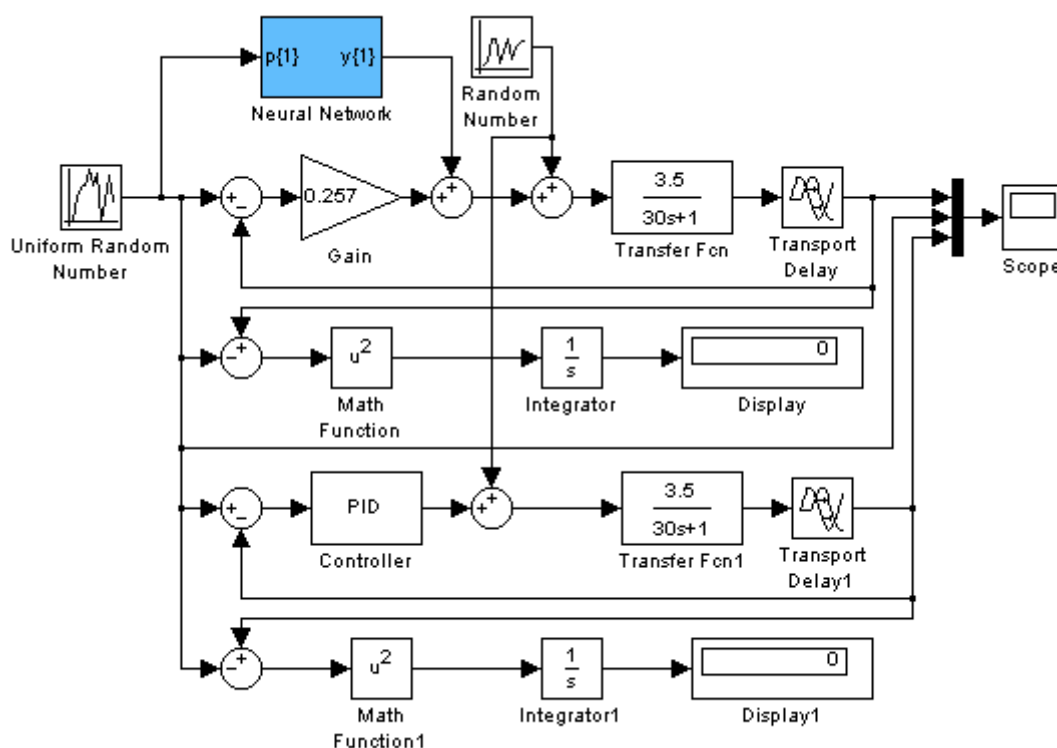 p{1} y{1}
Neural Network
Random
Number
Uniform Random
Number
+
−
0.257
Gain
+
+
+
+
3.5
30s+1
Transfer Fcn
Transport
Delay
Scope
+
−
u2
Math
Function
1
s
Integrator
0
Display
+
−
PID
Controller
+
+
3.5
30s+1
Transfer Fcn1
Transport
Delay1
+
−
u2
Math
Function1
1
s
Integrator1
0
Display1